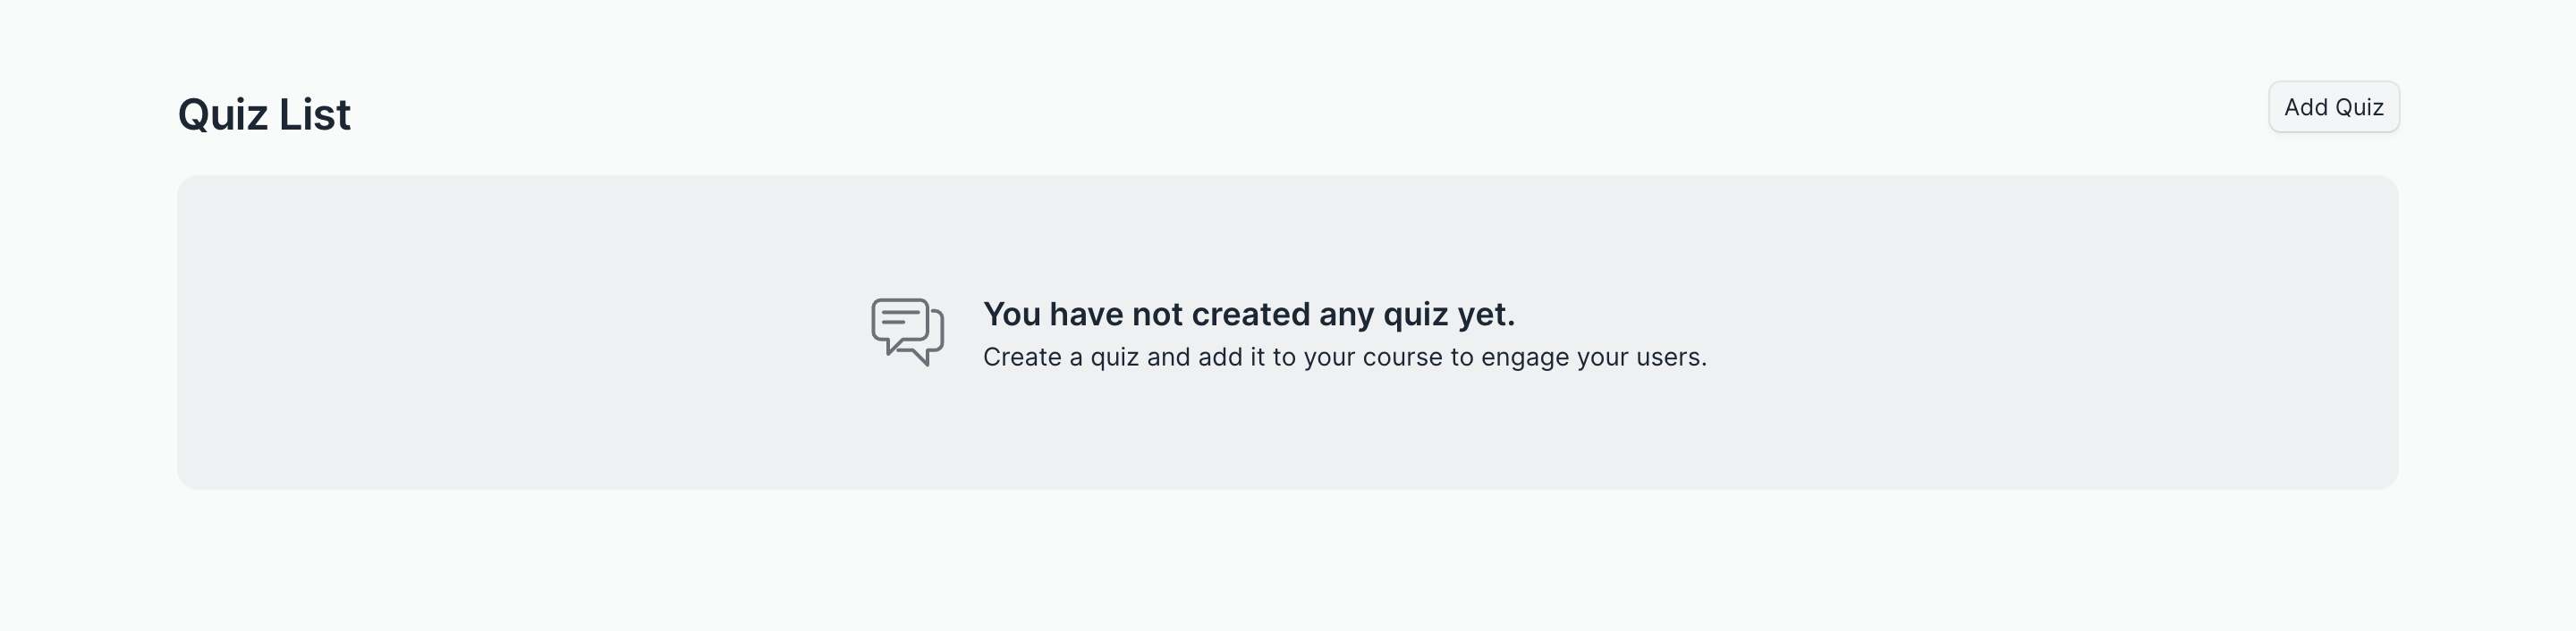 Quiz List
Add Quiz
You have not created any quiz yet.
Create a quiz and add it to your course to engage your users.